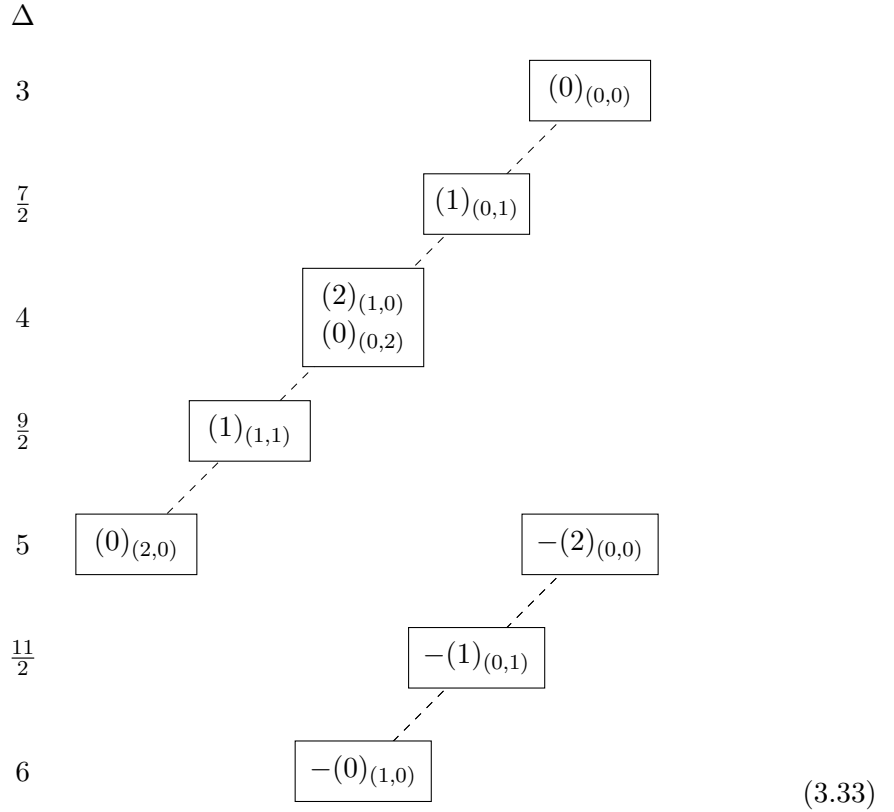 Δ
3 (0)_{(0,0)}
7/2 (1)_{(0,1)}
4 (2)_{(1,0)}
(0)_{(0,2)}
9/2 (1)_{(1,1)}
5 (0)_{(2,0)} −(2)_{(0,0)}
11/2 −(1)_{(0,1)}
6 −(0)_{(1,0)} (3.33)